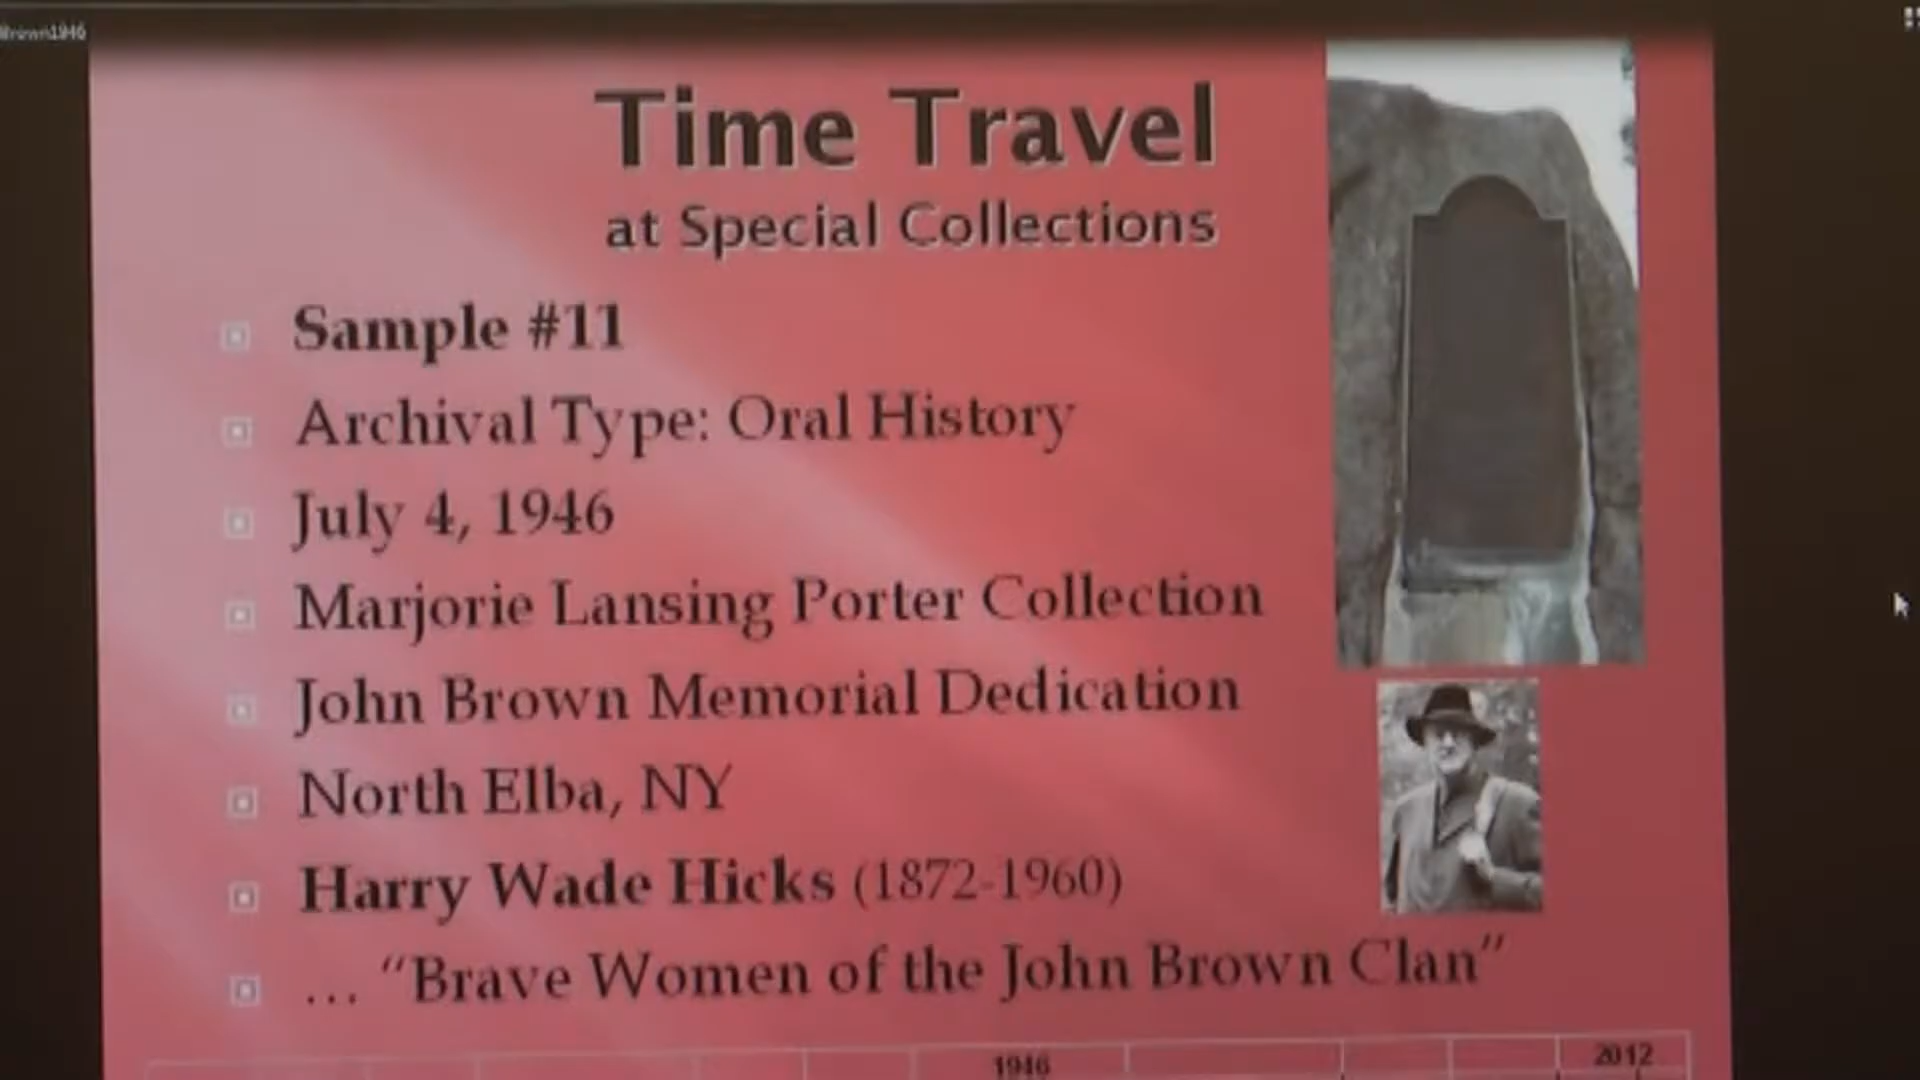 Brown1946
Time Travel
at Special Collections
Sample #11
Archival Type: Oral History
July 4, 1946
Marjorie Lansing Porter Collection
John Brown Memorial Dedication
North Elba, NY
Harry Wade Hicks (1872-1960)
... “Brave Women of the John Brown Clan”
1946
2012